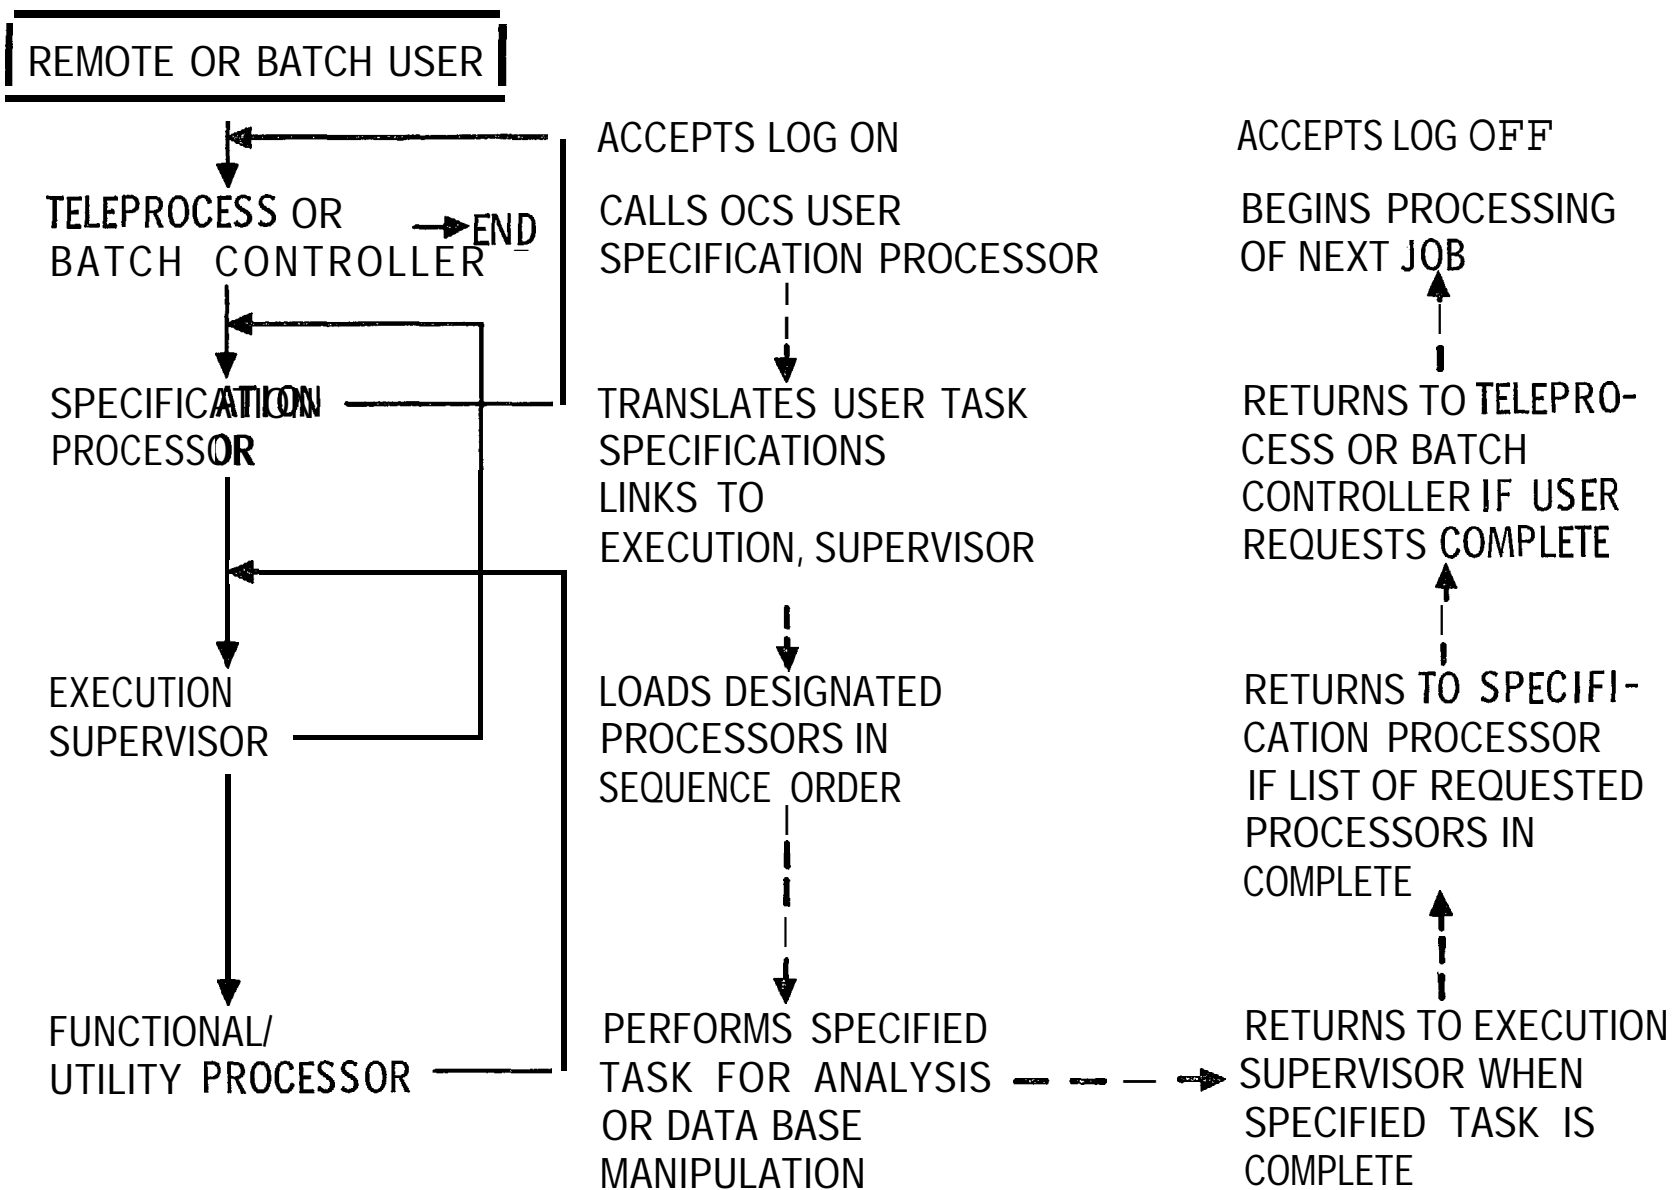 REMOTE OR BATCH USER
TELEPROCESS OR
BATCH CONTROLLER
END
SPECIFICATION
PROCESSOR
EXECUTION
SUPERVISOR
FUNCTIONAL/
UTILITY PROCESSOR
ACCEPTS LOG ON
CALLS OCS USER
SPECIFICATION PROCESSOR
TRANSLATES USER TASK
SPECIFICATIONS
LINKS TO
EXECUTION, SUPERVISOR
LOADS DESIGNATED
PROCESSORS IN
SEQUENCE ORDER
PERFORMS SPECIFIED
TASK FOR ANALYSIS
OR DATA BASE
MANIPULATION
ACCEPTS LOG OFF
BEGINS PROCESSING
OF NEXT JOB
RETURNS TO TELEPRO-
CESS OR BATCH
CONTROLLER IF USER
REQUESTS COMPLETE
RETURNS TO SPECIFI-
CATION PROCESSOR
IF LIST OF REQUESTED
PROCESSORS IN
COMPLETE
RETURNS TO EXECUTION
SUPERVISOR WHEN
SPECIFIED TASK IS
COMPLETE